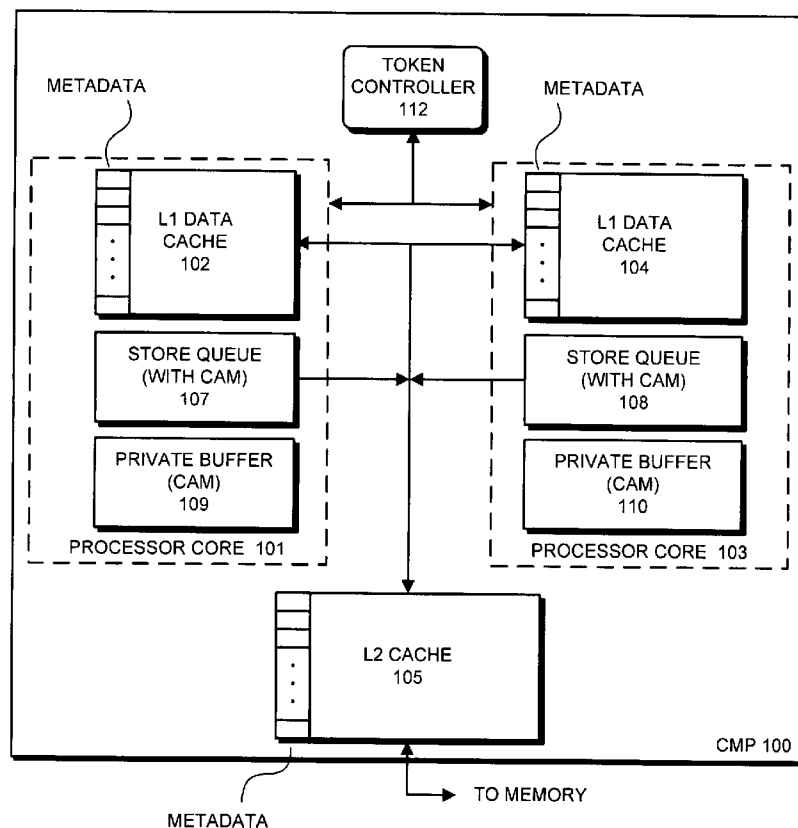 TOKEN
CONTROLLER
112
METADATA
METADATA
L1 DATA
CACHE
102
L1 DATA
CACHE
104
STORE QUEUE
(WITH CAM)
107
STORE QUEUE
(WITH CAM)
108
PRIVATE BUFFER
(CAM)
109
PRIVATE BUFFER
(CAM)
110
PROCESSOR CORE 101
PROCESSOR CORE 103
L2 CACHE
105
CMP 100
TO MEMORY
METADATA